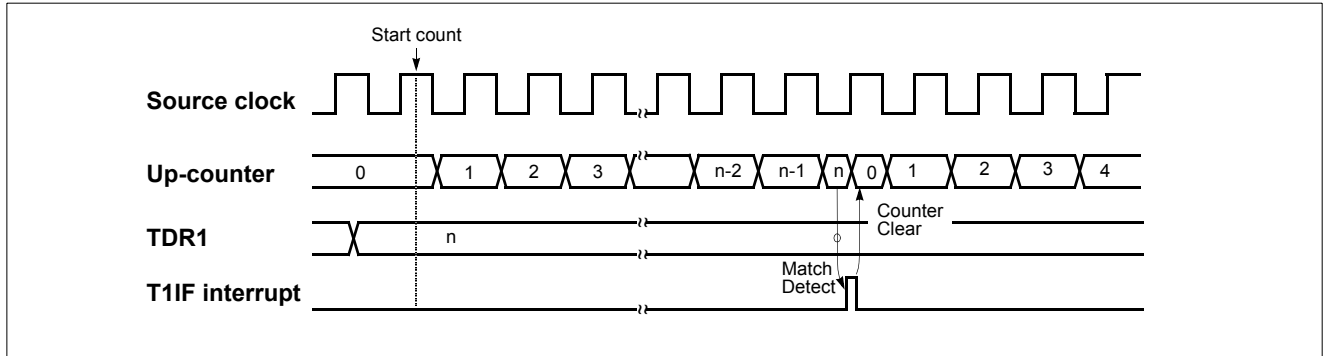 Start count
Source clock
Up-counter 0 1 2 3 n-2 n-1 n 0 1 2 3 4
Counter
Clear
TDR1 n
Match
Detect
T1IF interrupt